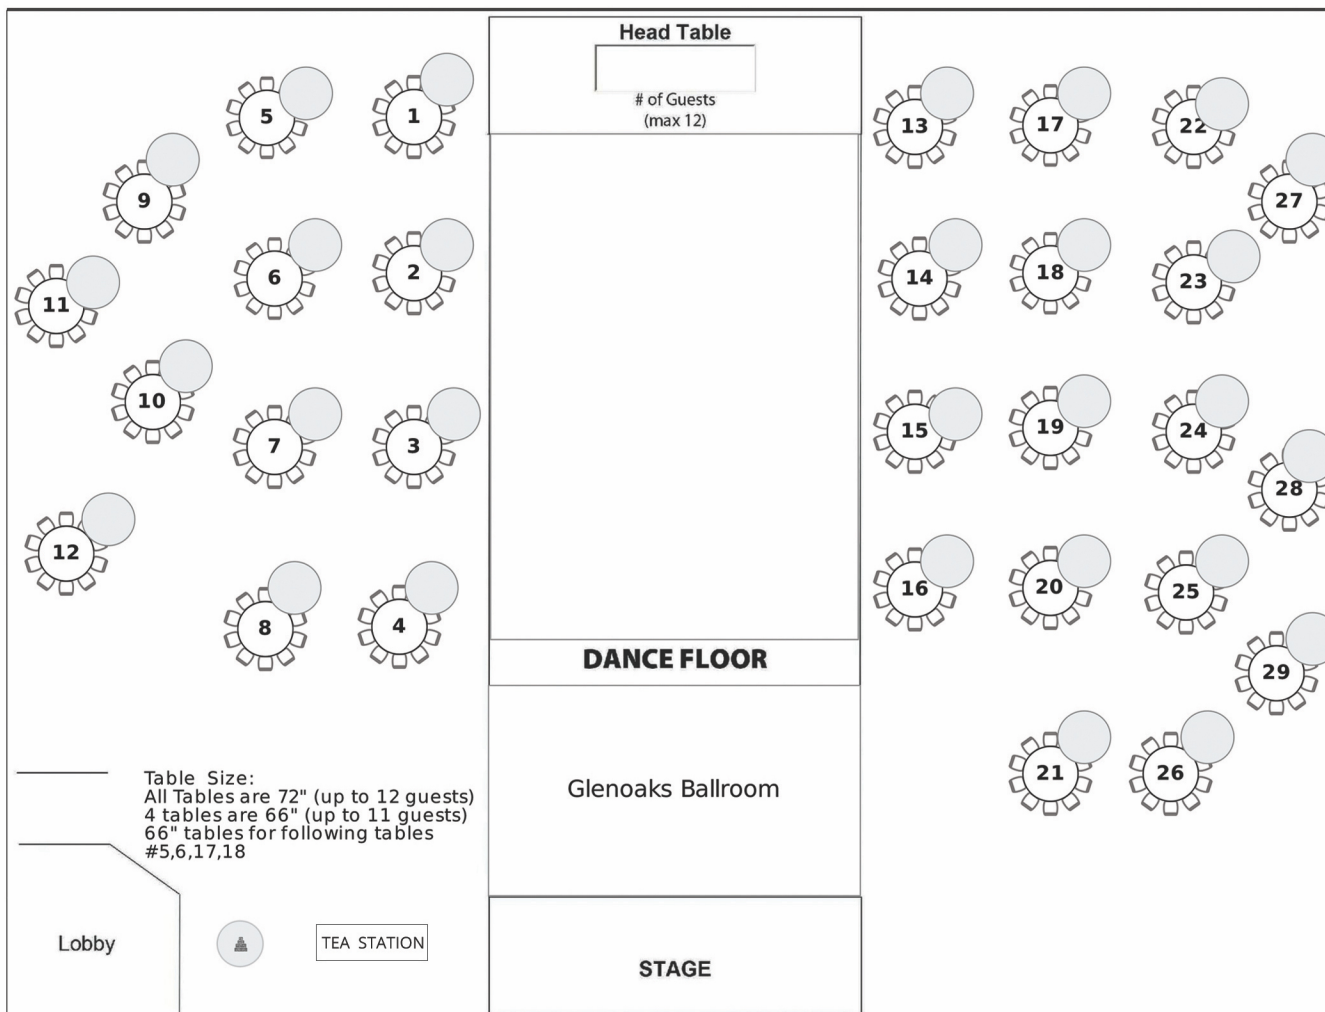 Head Table
# of Guests
(max 12)
5
1
13
17
22
9
27
6
2
14
18
23
11
10
7
3
15
19
24
28
12
8
4
16
20
25
29
DANCE FLOOR
21
26
Table Size:
All Tables are 72" (up to 12 guests)
4 tables are 66" (up to 11 guests)
66" tables for following tables
#5,6,17,18
Glenoaks Ballroom
Lobby
TEA STATION
STAGE